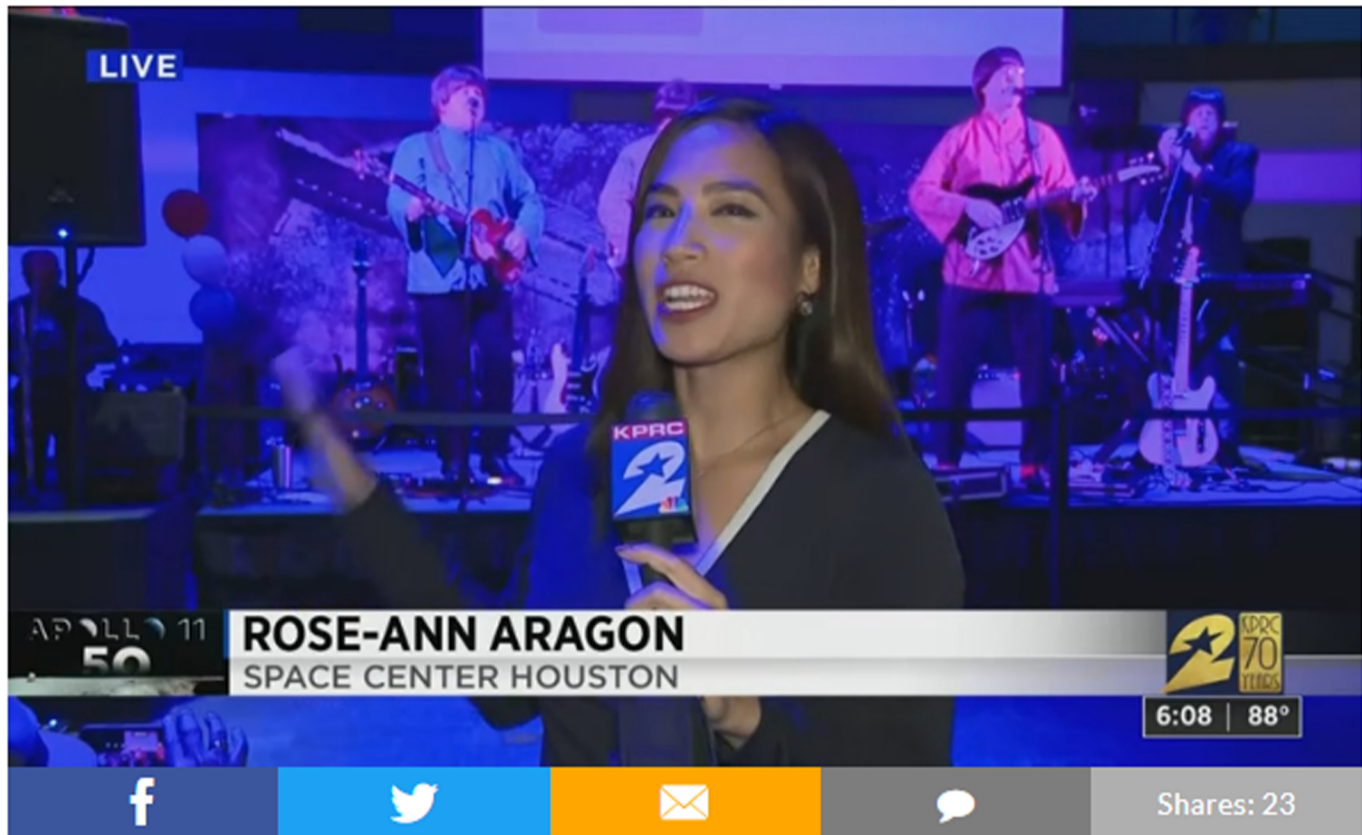 LIVE
KPRC
2
APOLLO 11
50
ROSE-ANN ARAGON
SPACE CENTER HOUSTON
2
KPRC
70
YEARS
6:08 | 88°
Shares: 23